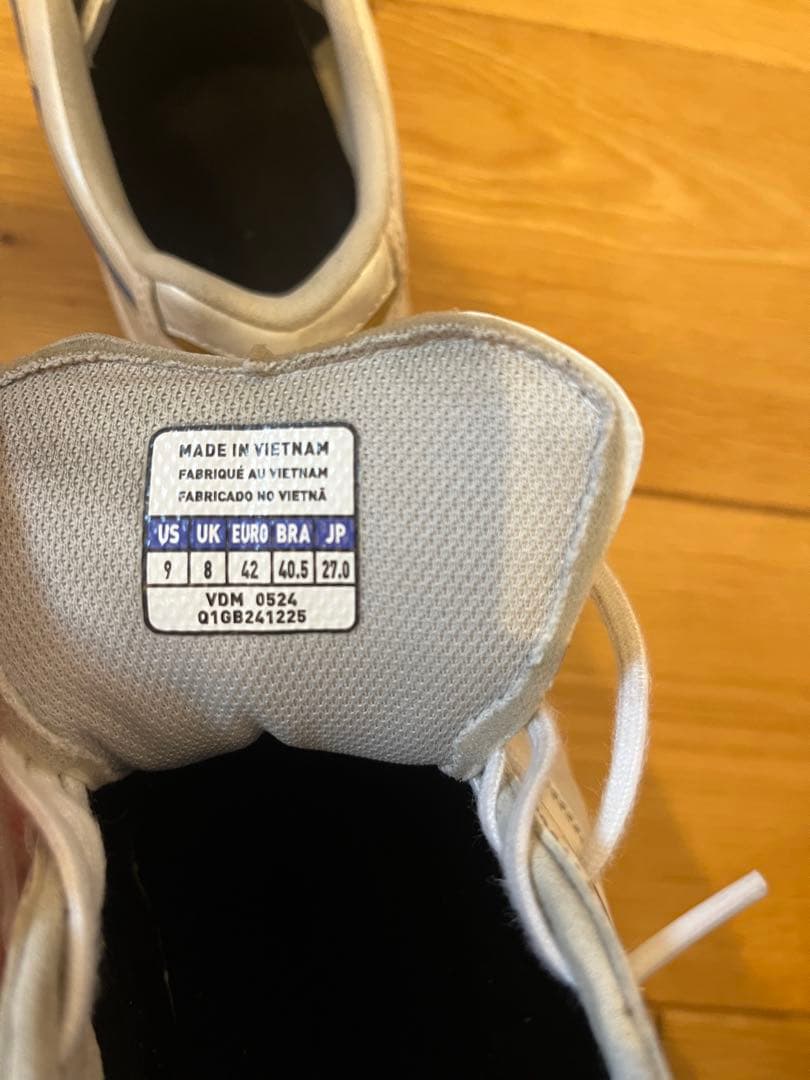 MADE IN VIETNAM
FABRIQUÉ AU VIETNAM
FABRICADO NO VIETNÃ
US UK EURO BRA JP
9 8 42 40.5 27.0
VDM 0524
Q1GB241225